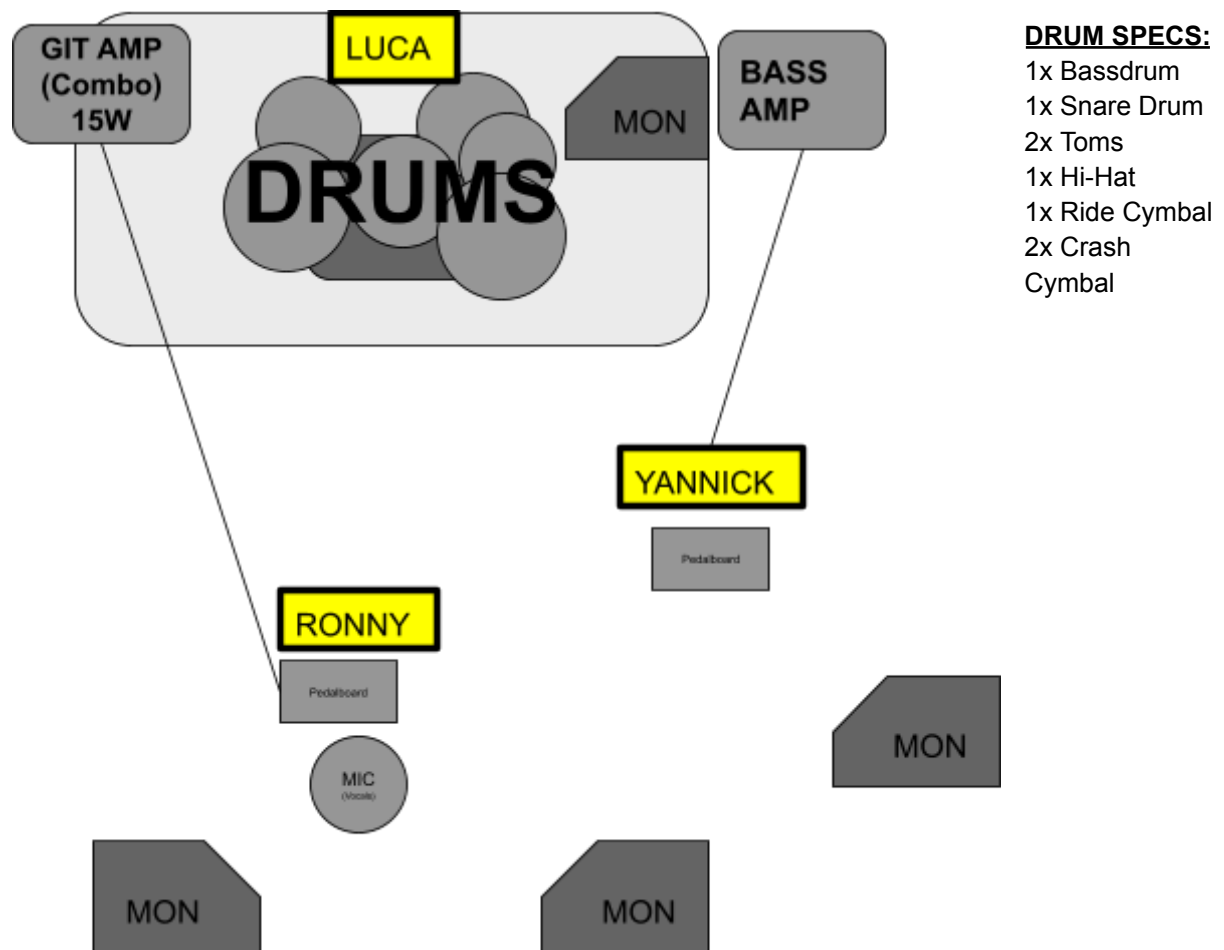 GIT AMP
(Combo)
15W
LUCA
MON
BASS
AMP
DRUMS
DRUM SPECS:
1x Bassdrum
1x Snare Drum
2x Toms
1x Hi-Hat
1x Ride Cymbal
2x Crash
Cymbal
YANNICK
Pedalboard
RONNY
Pedalboard
MIC
(Vocals)
MON
MON
MON